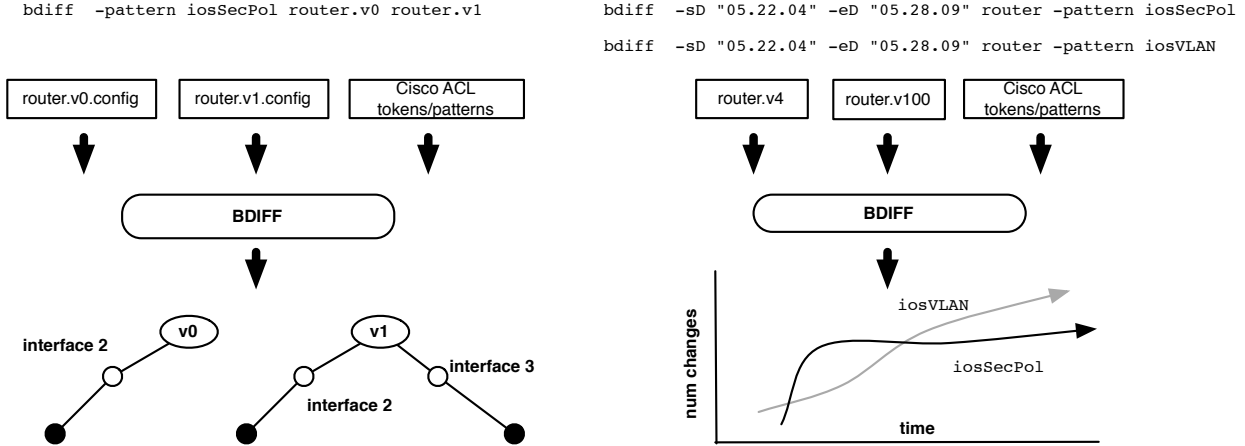 bdiff -pattern iosSecPol router.v0 router.v1
router.v0.config
router.v1.config
Cisco ACL
tokens/patterns
BDIFF
v0
interface 2
v1
interface 3
interface 2
bdiff -sD "05.22.04" -eD "05.28.09" router -pattern iosSecPol
bdiff -sD "05.22.04" -eD "05.28.09" router -pattern iosVLAN
router.v4
router.v100
Cisco ACL
tokens/patterns
BDIFF
num changes
iosVLAN
iosSecPol
time